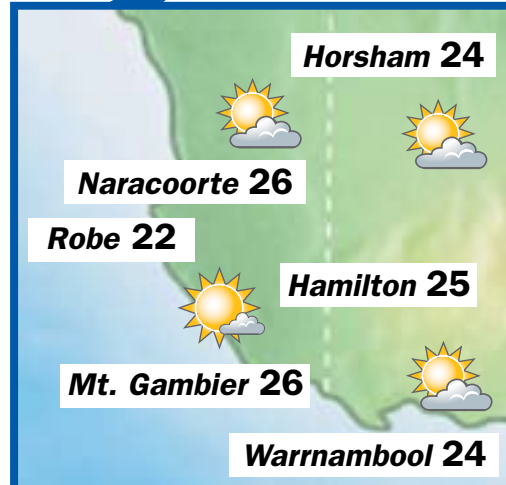 Horsham 24
Naracoorte 26
Robe 22
Hamilton 25
Mt. Gambier 26
Warrnambool 24